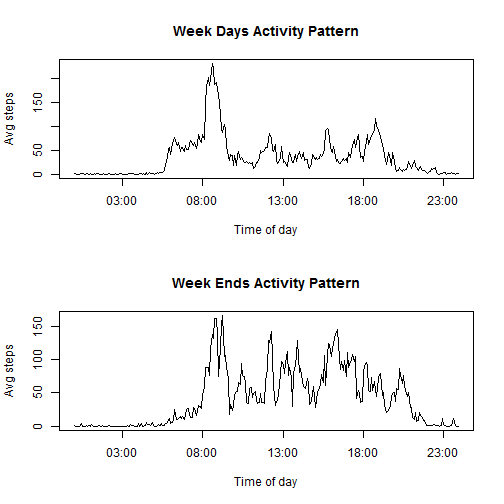 Week Days Activity Pattern
Avg steps
0 50 150
03:00 08:00 13:00 18:00 23:00
Time of day
Week Ends Activity Pattern
Avg steps
0 50 100 150
03:00 08:00 13:00 18:00 23:00
Time of day